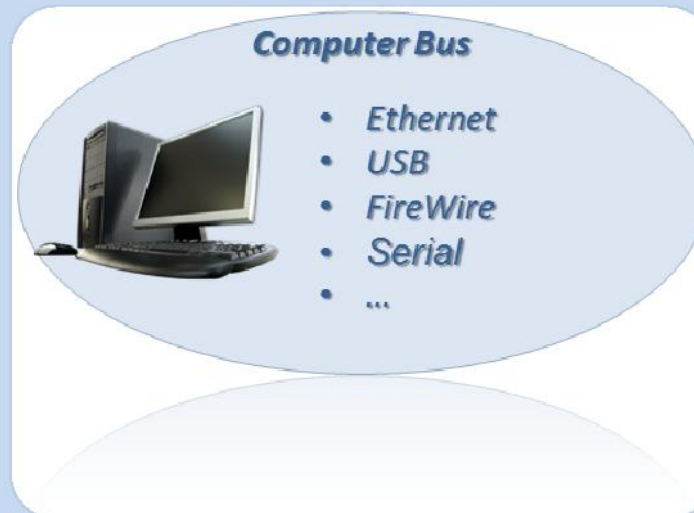 Computer Bus
• Ethernet
• USB
• FireWire
• Serial
• ...